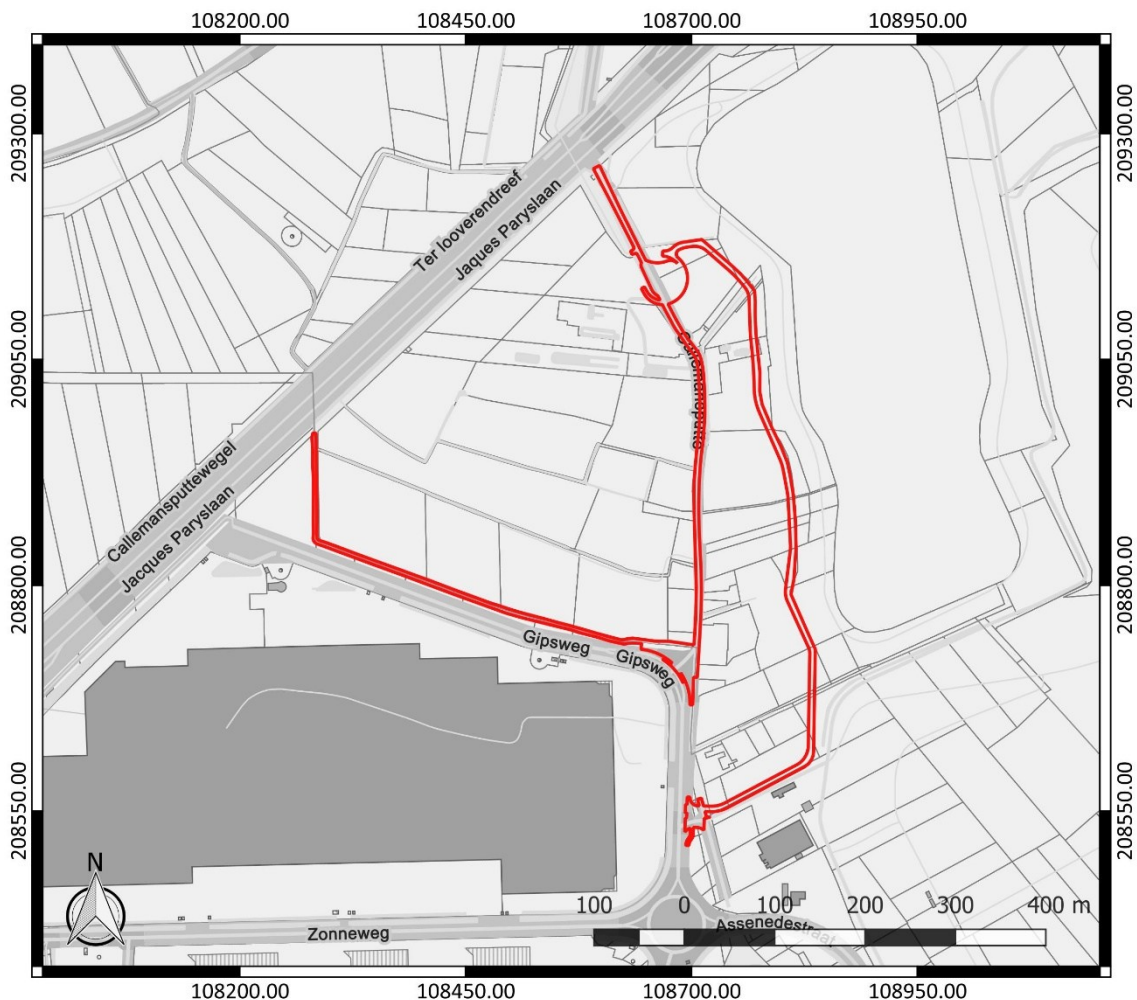 108200.00 108450.00 108700.00 108950.00
209300.00 209300.00
Ter looverendreef
Jaques Paryslaan
209050.00 209050.00
Callemansputte
Callemansputtewegel
Jacques Paryslaan
208800.00 208800.00
Gipsweg Gipsweg
208550.00 208550.00
N
100 0 100 200 300 400 m
Assenedestraat
Zonneweg
108200.00 108450.00 108700.00 108950.00